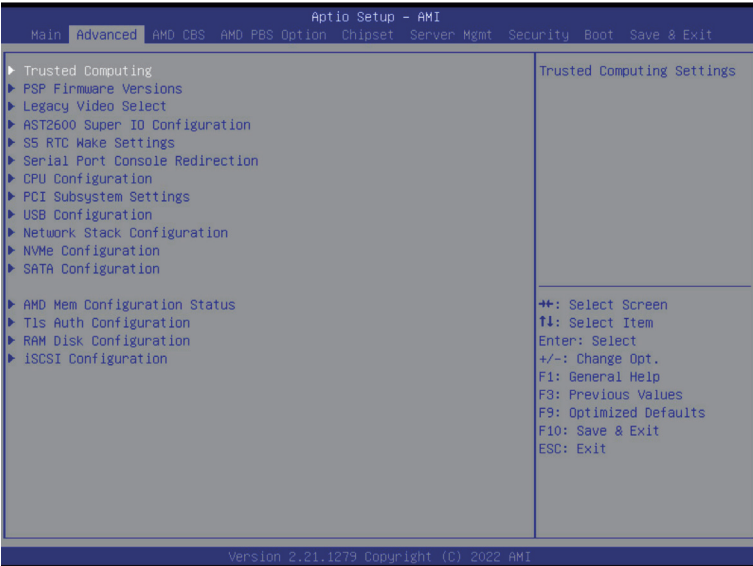 Aptio Setup - AMI
Main Advanced AMD CBS AMD PBS Option Chipset Server Mgmt Security Boot Save & Exit
Trusted Computing
PSP Firmware Versions
Legacy Video Select
AST2600 Super IO Configuration
S5 RTC Wake Settings
Serial Port Console Redirection
CPU Configuration
PCI Subsystem Settings
USB Configuration
Network Stack Configuration
NVMe Configuration
SATA Configuration
AMD Mem Configuration Status
Tls Auth Configuration
RAM Disk Configuration
iSCSI Configuration
Trusted Computing Settings
→←: Select Screen
↑↓: Select Item
Enter: Select
+/-: Change Opt.
F1: General Help
F3: Previous Values
F9: Optimized Defaults
F10: Save & Exit
ESC: Exit
Version 2.21.1279 Copyright (C) 2022 AMI